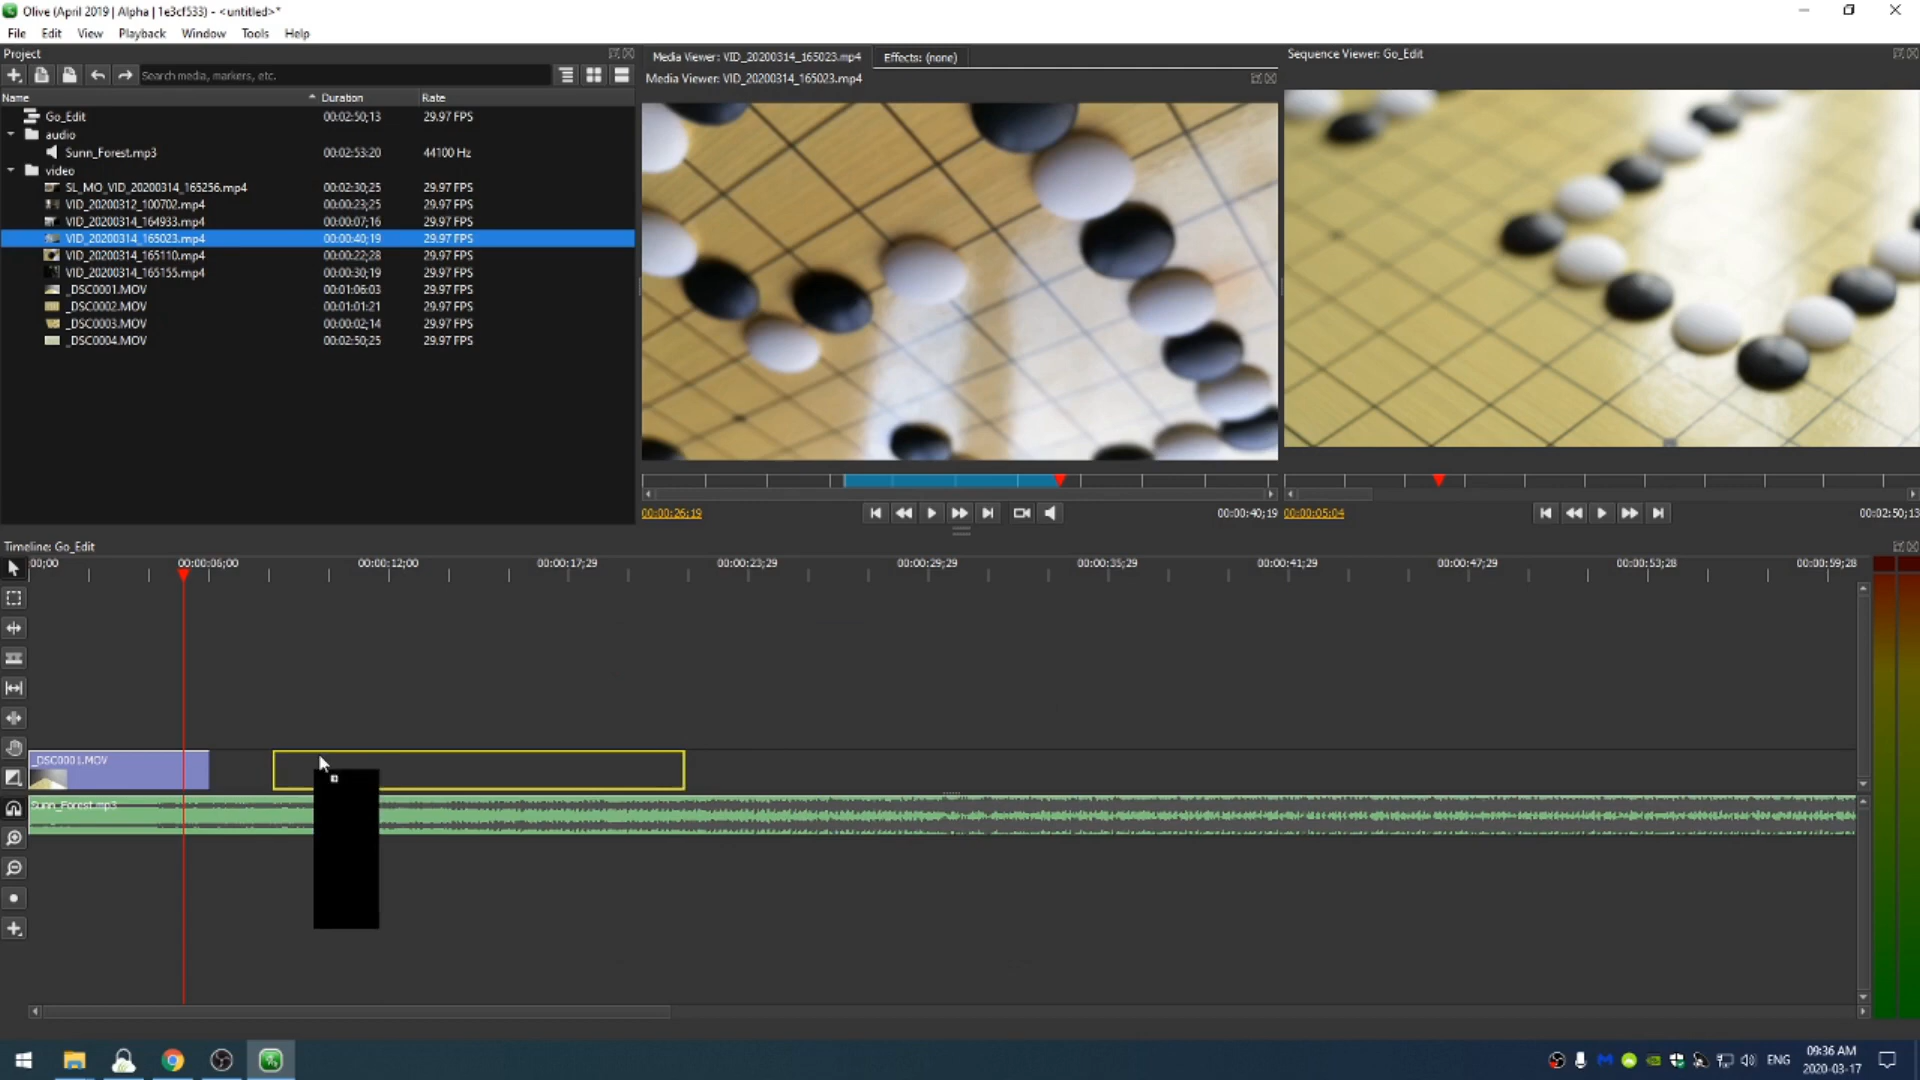 Olive (April 2019 | Alpha | 1e3cf533) - <untitled>*
File Edit View Playback Window Tools Help
Project
Search media, markers, etc.
Name Duration Rate
Go_Edit 00:02:50;13 29.97 FPS
audio
Sunn_Forest.mp3 00:02:53;20 44100 Hz
video
SL_MO_VID_20200314_165256.mp4 00:02:30;25 29.97 FPS
VID_20200312_100702.mp4 00:00:23;25 29.97 FPS
VID_20200314_164933.mp4 00:00:07;16 29.97 FPS
VID_20200314_165023.mp4 00:00:40;19 29.97 FPS
VID_20200314_165110.mp4 00:00:22;28 29.97 FPS
VID_20200314_165155.mp4 00:00:30;19 29.97 FPS
_DSC0001.MOV 00:01:06;03 29.97 FPS
_DSC0002.MOV 00:01:01;21 29.97 FPS
_DSC0003.MOV 00:00:02;14 29.97 FPS
_DSC0004.MOV 00:02:50;25 29.97 FPS
Media Viewer: VID_20200314_165023.mp4 Effects: (none)
Media Viewer: VID_20200314_165023.mp4
00:00:26;19 00:00:40;19
Sequence Viewer: Go_Edit
00:00:05;04 00:02:50;13
Timeline: Go_Edit
00;00 00:00:06;00 00:00:12;00 00:00:17;29 00:00:23;29 00:00:29;29 00:00:35;29 00:00:41;29 00:00:47;29 00:00:53;28 00:00:59;28
_DSC0001.MOV
Sunn_Forest.mp3
ENG
09:36 AM
2020-03-17